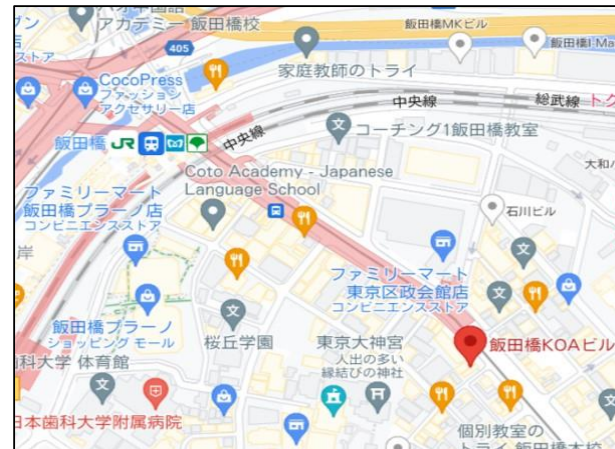 アカデミー 飯田橋校
405
飯田橋MKビル
家庭教師のトライ
CocoPress
ファッション
アクセサリー店
中央線
総武線
中央線
コーチング1飯田橋教室
飯田橋
JR
Coto Academy - Japanese
Language School
ファミリーマート
飯田橋プラーノ店
コンビニエンスストア
石川ビル
ファミリーマート
東京区政会館店
コンビニエンスストア
飯田橋プラーノ
ショッピング モール
桜丘学園
東京大神宮
人出の多い
縁結びの神社
飯田橋KOAビル
歯科大学 体育館
日本歯科大学附属病院
個別教室の
トライ 飯田橋本校